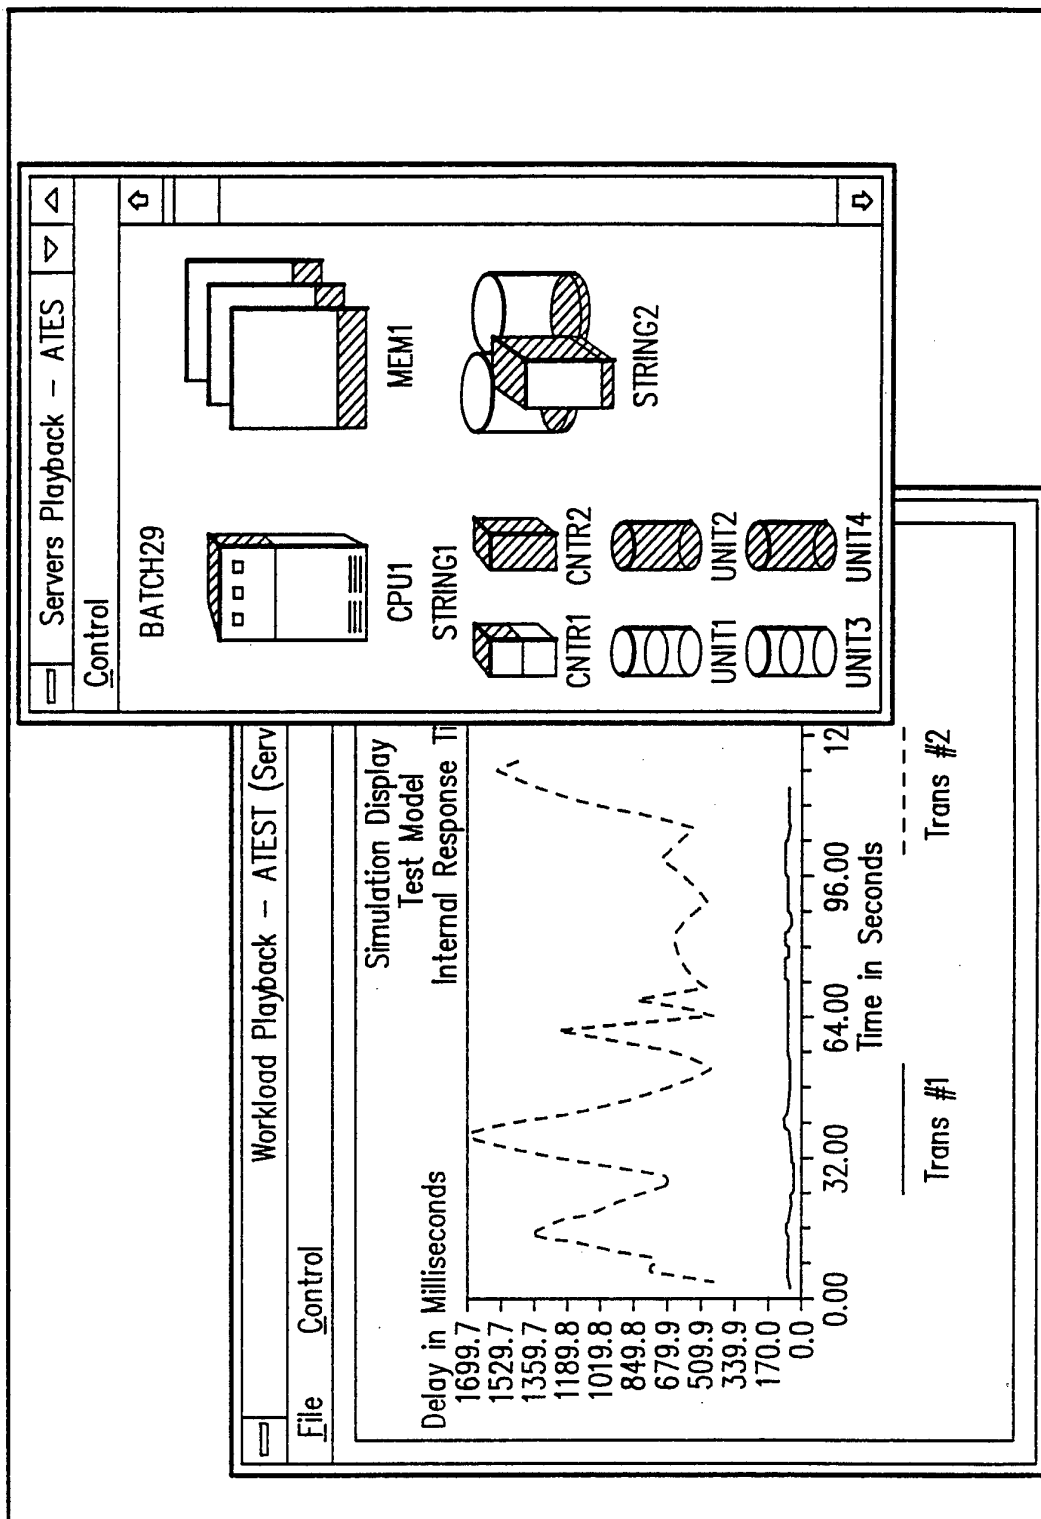 Servers Playback – ATES
Control
BATCH29
CPU1
MEM1
STRING1
CNTR1
CNTR2
STRING2
UNIT1
UNIT2
UNIT3
UNIT4
Workload Playback – ATEST (Serv
File Control
Simulation Display
Test Model
Delay in Milliseconds
Internal Response Ti
1699.7
1529.7
1359.7
1189.8
1019.8
849.8
679.9
509.9
339.9
170.0
0.0
0.00 32.00 64.00 96.00 12
Time in Seconds
Trans #1
Trans #2